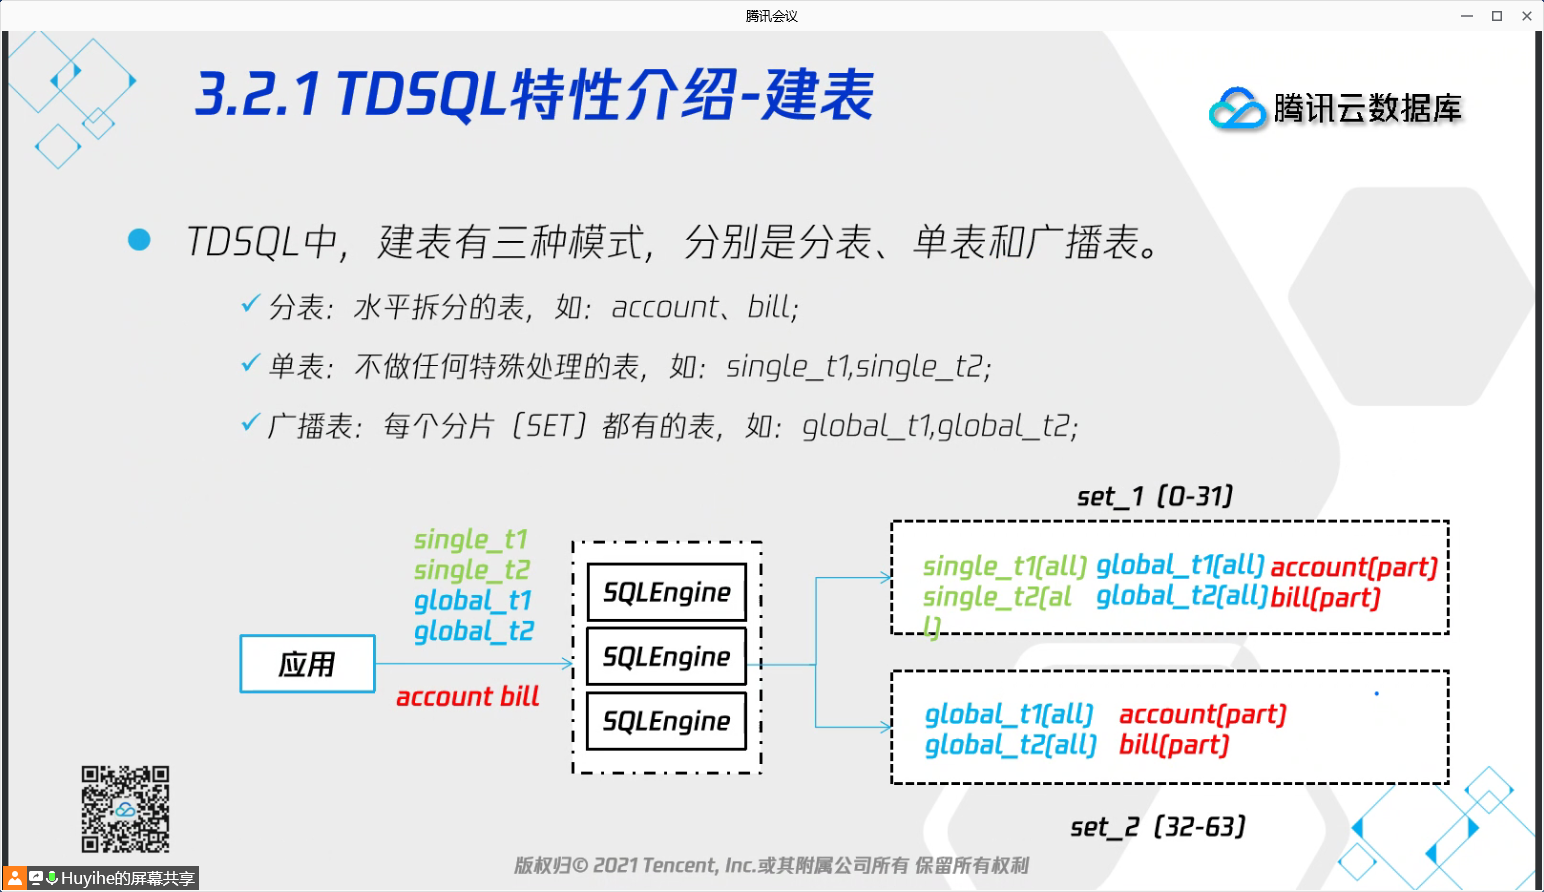 腾讯会议
3.2.1 TDSQL特性介绍-建表
腾讯云数据库
TDSQL中，建表有三种模式，分别是分表、单表和广播表。
分表：水平拆分的表，如：account、bill;
单表：不做任何特殊处理的表，如：single_t1,single_t2;
广播表：每个分片（SET）都有的表，如：global_t1,global_t2;
set_1 (0-31)
single_t1
single_t2
global_t1
global_t2
应用
account bill
SQLEngine
SQLEngine
SQLEngine
single_t1(all) global_t1(all) account(part)
single_t2(al global_t2(all) bill(part)
l)
global_t1(all) account(part)
global_t2(all) bill(part)
set_2 (32-63)
版权归© 2021 Tencent, Inc.或其附属公司所有 保留所有权利
Huyihe的屏幕共享